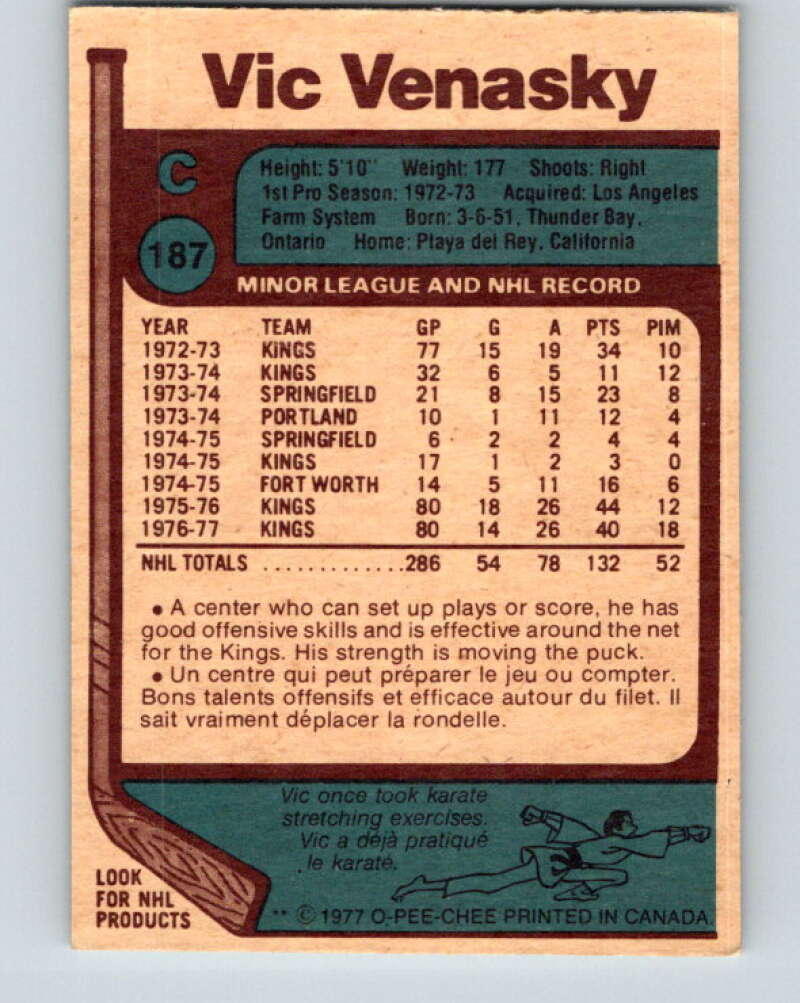 Vic Venasky
C
187
Height: 5'10" Weight: 177 Shoots: Right
1st Pro Season: 1972-73 Acquired: Los Angeles
Farm System Born: 3-6-51, Thunder Bay,
Ontario Home: Playa del Rey, California
MINOR LEAGUE AND NHL RECORD
YEAR TEAM GP G A PTS PIM
1972-73 KINGS 77 15 19 34 10
1973-74 KINGS 32 6 5 11 12
1973-74 SPRINGFIELD 21 8 15 23 8
1973-74 PORTLAND 10 1 11 12 4
1974-75 SPRINGFIELD 6 2 2 4 4
1974-75 KINGS 17 1 2 3 0
1974-75 FORT WORTH 14 5 11 16 6
1975-76 KINGS 80 18 26 44 12
1976-77 KINGS 80 14 26 40 18
NHL TOTALS .............286 54 78 132 52
• A center who can set up plays or score, he has
good offensive skills and is effective around the net
for the Kings. His strength is moving the puck.
• Un centre qui peut préparer le jeu ou compter.
Bons talents offensifs et efficace autour du filet. Il
sait vraiment déplacer la rondelle.
Vic once took karate
stretching exercises.
Vic a déjà pratiqué
le karaté.
LOOK
FOR NHL
PRODUCTS
** © 1977 O-PEE-CHEE PRINTED IN CANADA